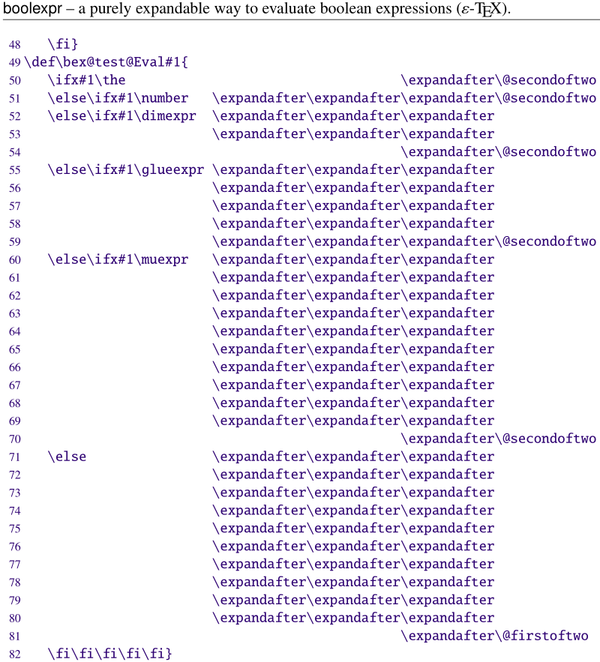 boolexpr – a purely expandable way to evaluate boolean expressions (ε-TEX).
48 \fi}
49 \def\bex@test@Eval#1{
50 \ifx#1\the \expandafter\@secondoftwo
51 \else\ifx#1\number \expandafter\expandafter\expandafter\@secondoftwo
52 \else\ifx#1\dimexpr \expandafter\expandafter\expandafter
53 \expandafter\expandafter\expandafter
54 \expandafter\@secondoftwo
55 \else\ifx#1\glueexpr \expandafter\expandafter\expandafter
56 \expandafter\expandafter\expandafter
57 \expandafter\expandafter\expandafter
58 \expandafter\expandafter\expandafter
59 \expandafter\expandafter\expandafter\@secondoftwo
60 \else\ifx#1\muexpr \expandafter\expandafter\expandafter
61 \expandafter\expandafter\expandafter
62 \expandafter\expandafter\expandafter
63 \expandafter\expandafter\expandafter
64 \expandafter\expandafter\expandafter
65 \expandafter\expandafter\expandafter
66 \expandafter\expandafter\expandafter
67 \expandafter\expandafter\expandafter
68 \expandafter\expandafter\expandafter
69 \expandafter\expandafter\expandafter
70 \expandafter\@secondoftwo
71 \else \expandafter\expandafter\expandafter
72 \expandafter\expandafter\expandafter
73 \expandafter\expandafter\expandafter
74 \expandafter\expandafter\expandafter
75 \expandafter\expandafter\expandafter
76 \expandafter\expandafter\expandafter
77 \expandafter\expandafter\expandafter
78 \expandafter\expandafter\expandafter
79 \expandafter\expandafter\expandafter
80 \expandafter\expandafter\expandafter
81 \expandafter\@firstoftwo
82 \fi\fi\fi\fi\fi}